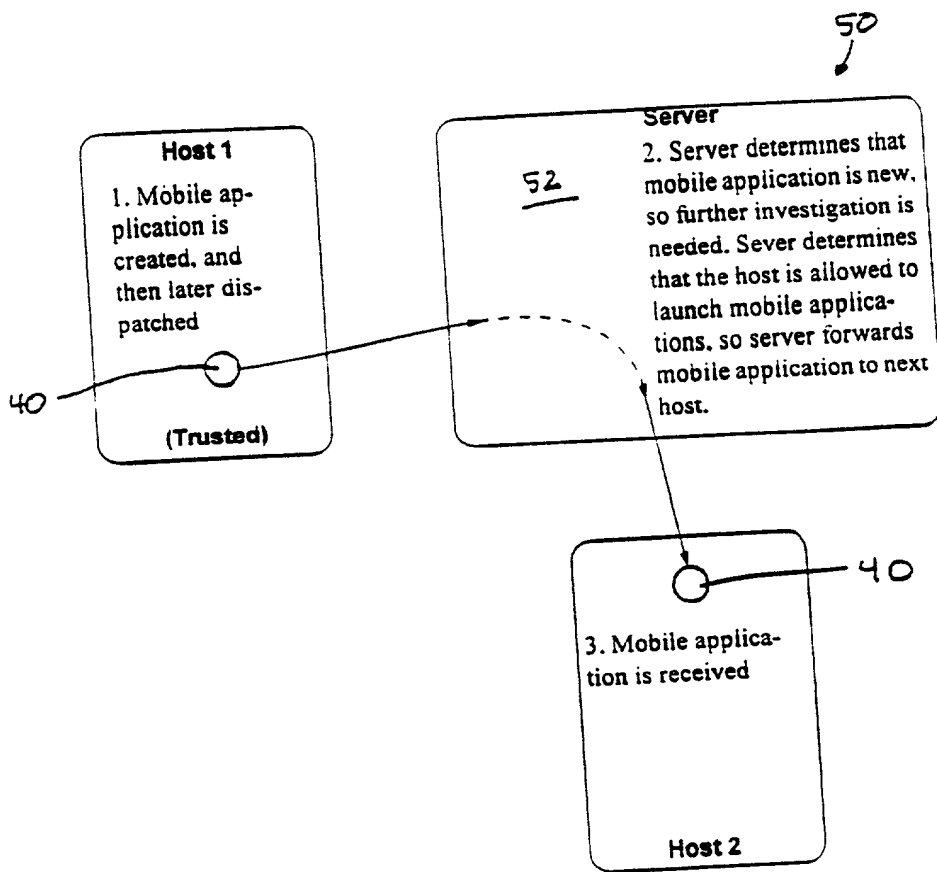 50
Host 1
1. Mobile ap-
plication is
created, and
then later dis-
patched
40
(Trusted)
Server
52
2. Server determines that
mobile application is new,
so further investigation is
needed. Sever determines
that the host is allowed to
launch mobile applica-
tions, so server forwards
mobile application to next
host.
40
3. Mobile applica-
tion is received
Host 2